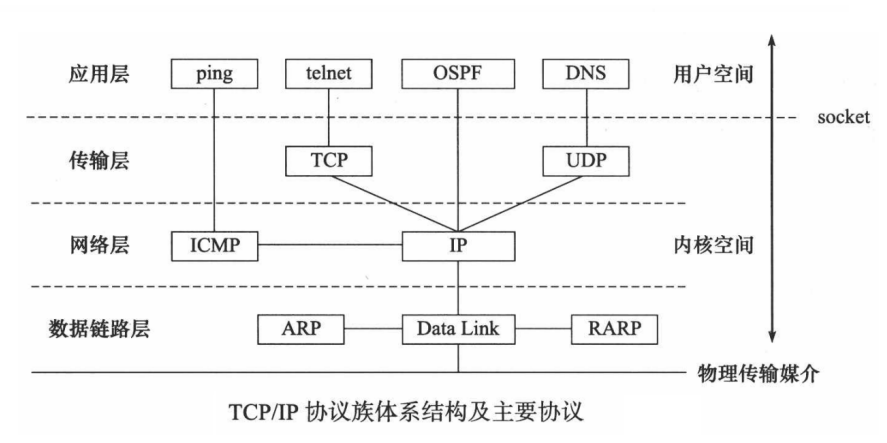 应用层 ping telnet OSPF DNS 用户空间
socket
传输层 TCP UDP
网络层 ICMP IP 内核空间
数据链路层 ARP Data Link RARP
物理传输媒介
TCP/IP 协议族体系结构及主要协议